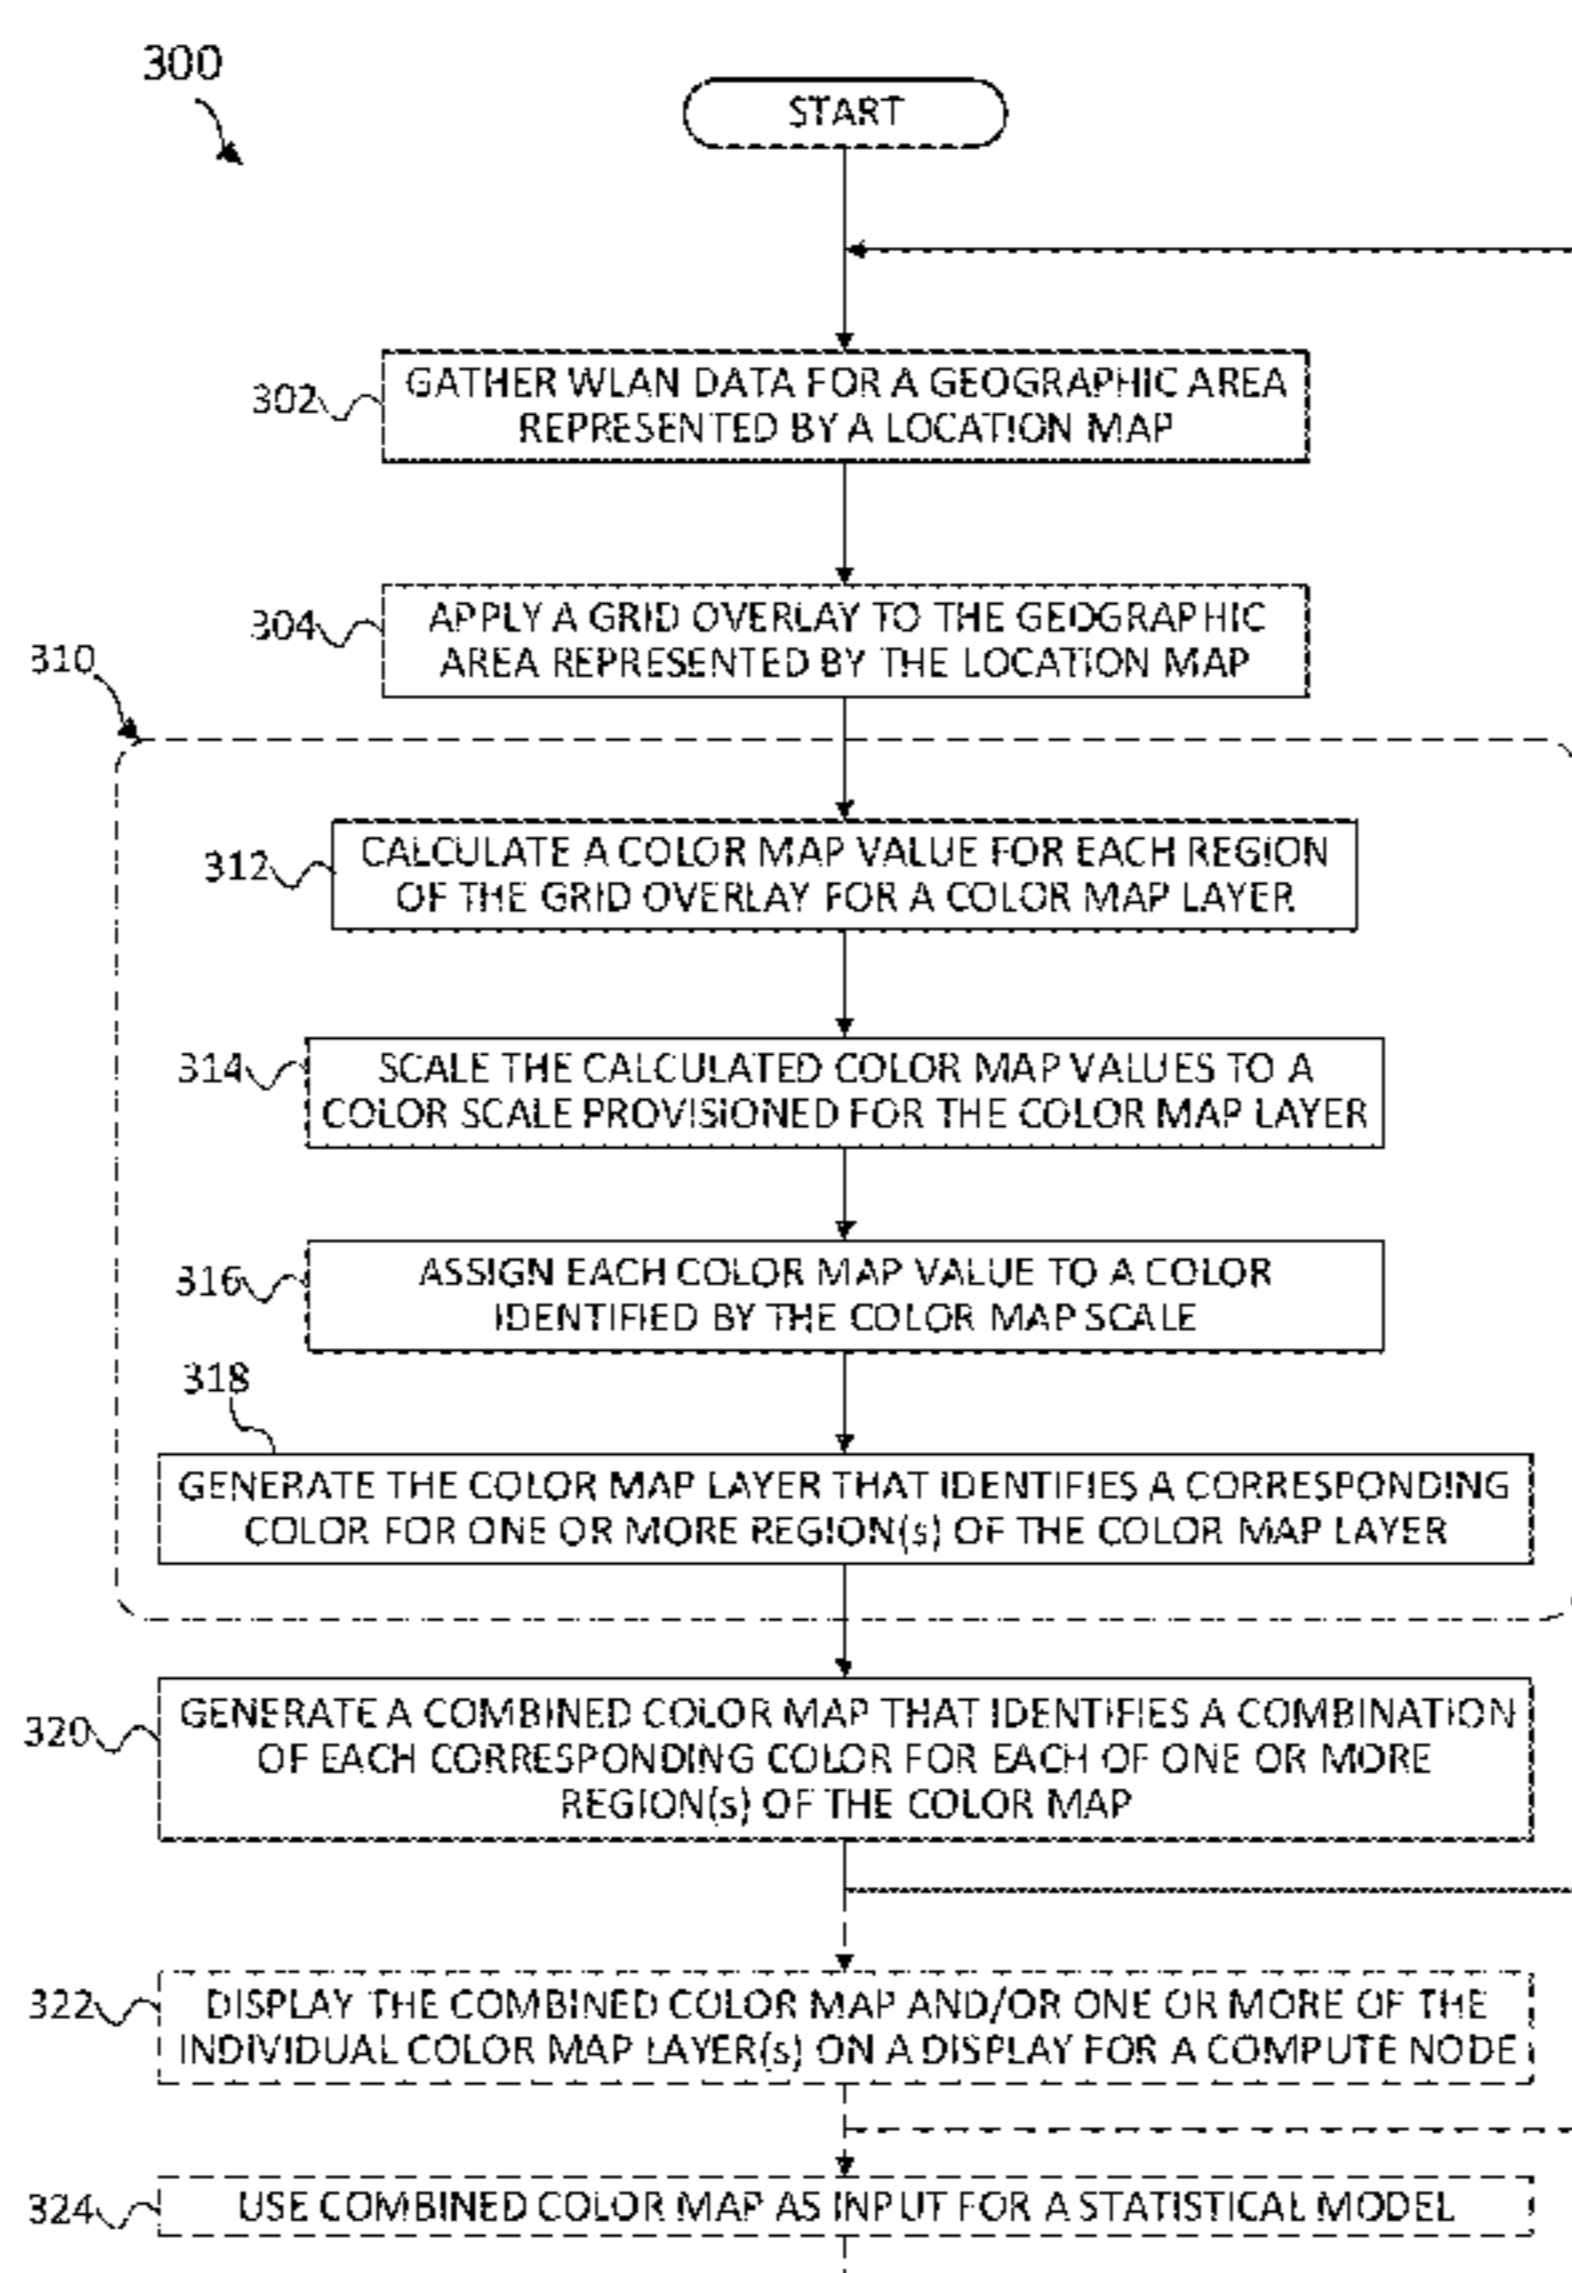 300
START
302
GATHER WLAN DATA FOR A GEOGRAPHIC AREA
REPRESENTED BY A LOCATION MAP
304
APPLY A GRID OVERLAY TO THE GEOGRAPHIC
AREA REPRESENTED BY THE LOCATION MAP
310
312
CALCULATE A COLOR MAP VALUE FOR EACH REGION
OF THE GRID OVERLAY FOR A COLOR MAP LAYER
314
SCALE THE CALCULATED COLOR MAP VALUES TO A
COLOR SCALE PROVISIONED FOR THE COLOR MAP LAYER
316
ASSIGN EACH COLOR MAP VALUE TO A COLOR
IDENTIFIED BY THE COLOR MAP SCALE
318
GENERATE THE COLOR MAP LAYER THAT IDENTIFIES A CORRESPONDING
COLOR FOR ONE OR MORE REGION(s) OF THE COLOR MAP LAYER
320
GENERATE A COMBINED COLOR MAP THAT IDENTIFIES A COMBINATION
OF EACH CORRESPONDING COLOR FOR EACH OF ONE OR MORE
REGION(s) OF THE COLOR MAP
322
DISPLAY THE COMBINED COLOR MAP AND/OR ONE OR MORE OF THE
INDIVIDUAL COLOR MAP LAYER(s) ON A DISPLAY FOR A COMPUTE NODE
324
USE COMBINED COLOR MAP AS INPUT FOR A STATISTICAL MODEL